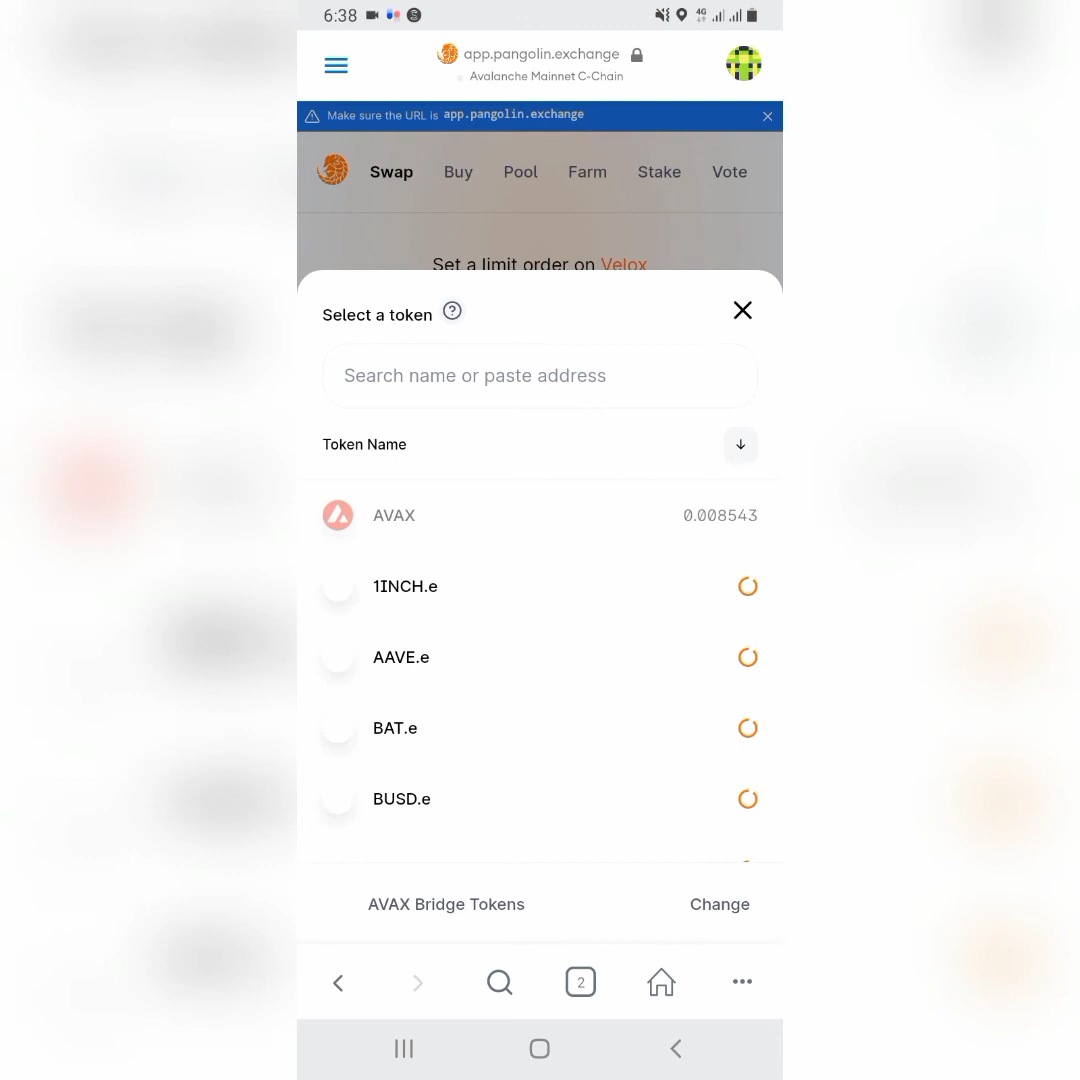 6:38
4G
app.pangolin.exchange
Avalanche Mainnet C-Chain
Make sure the URL is app.pangolin.exchange
Swap Buy Pool Farm Stake Vote
Set a limit order on Velox
Select a token
Search name or paste address
Token Name
AVAX 0.008543
1INCH.e
AAVE.e
BAT.e
BUSD.e
AVAX Bridge Tokens Change
2